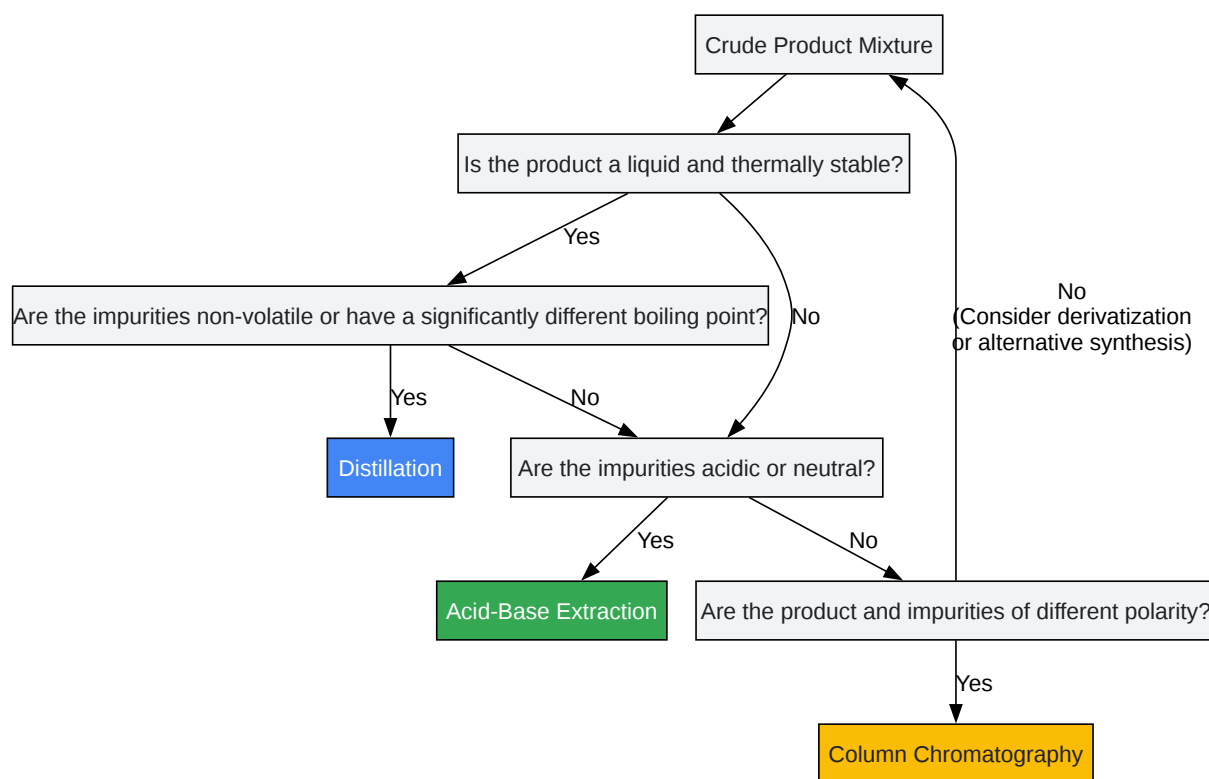 Crude Product Mixture
Is the product a liquid and thermally stable?
Yes
Are the impurities non-volatile or have a significantly different boiling point?
No
No
(Consider derivatization
or alternative synthesis)
Yes
No
Distillation
Are the impurities acidic or neutral?
Yes
No
Acid-Base Extraction
Are the product and impurities of different polarity?
Yes
Column Chromatography